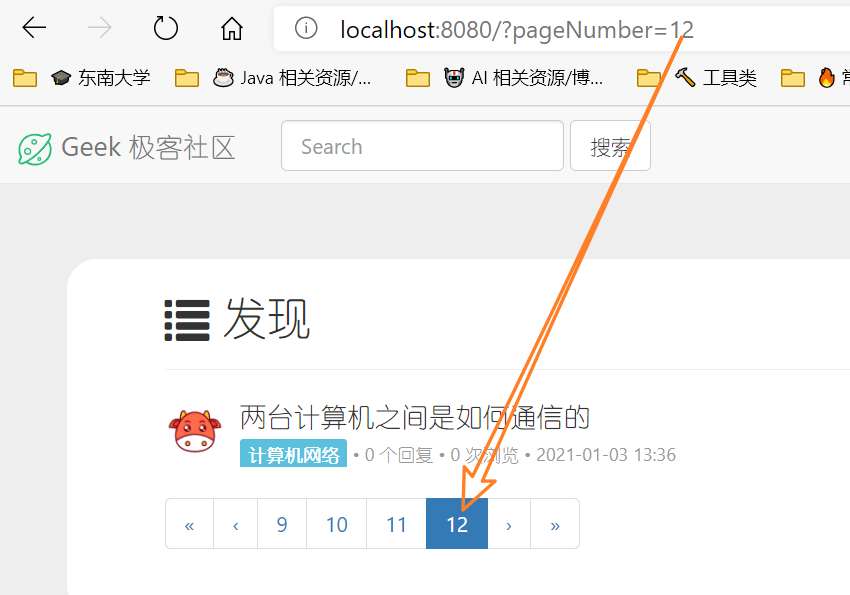 localhost:8080/?pageNumber=12
东南大学 Java 相关资源/... AI 相关资源/博... 工具类 常
Geek 极客社区 Search 搜索
发现
两台计算机之间是如何通信的
计算机网络 • 0 个回复 • 0 次浏览 • 2021-01-03 13:36
« ‹ 9 10 11 12 › »